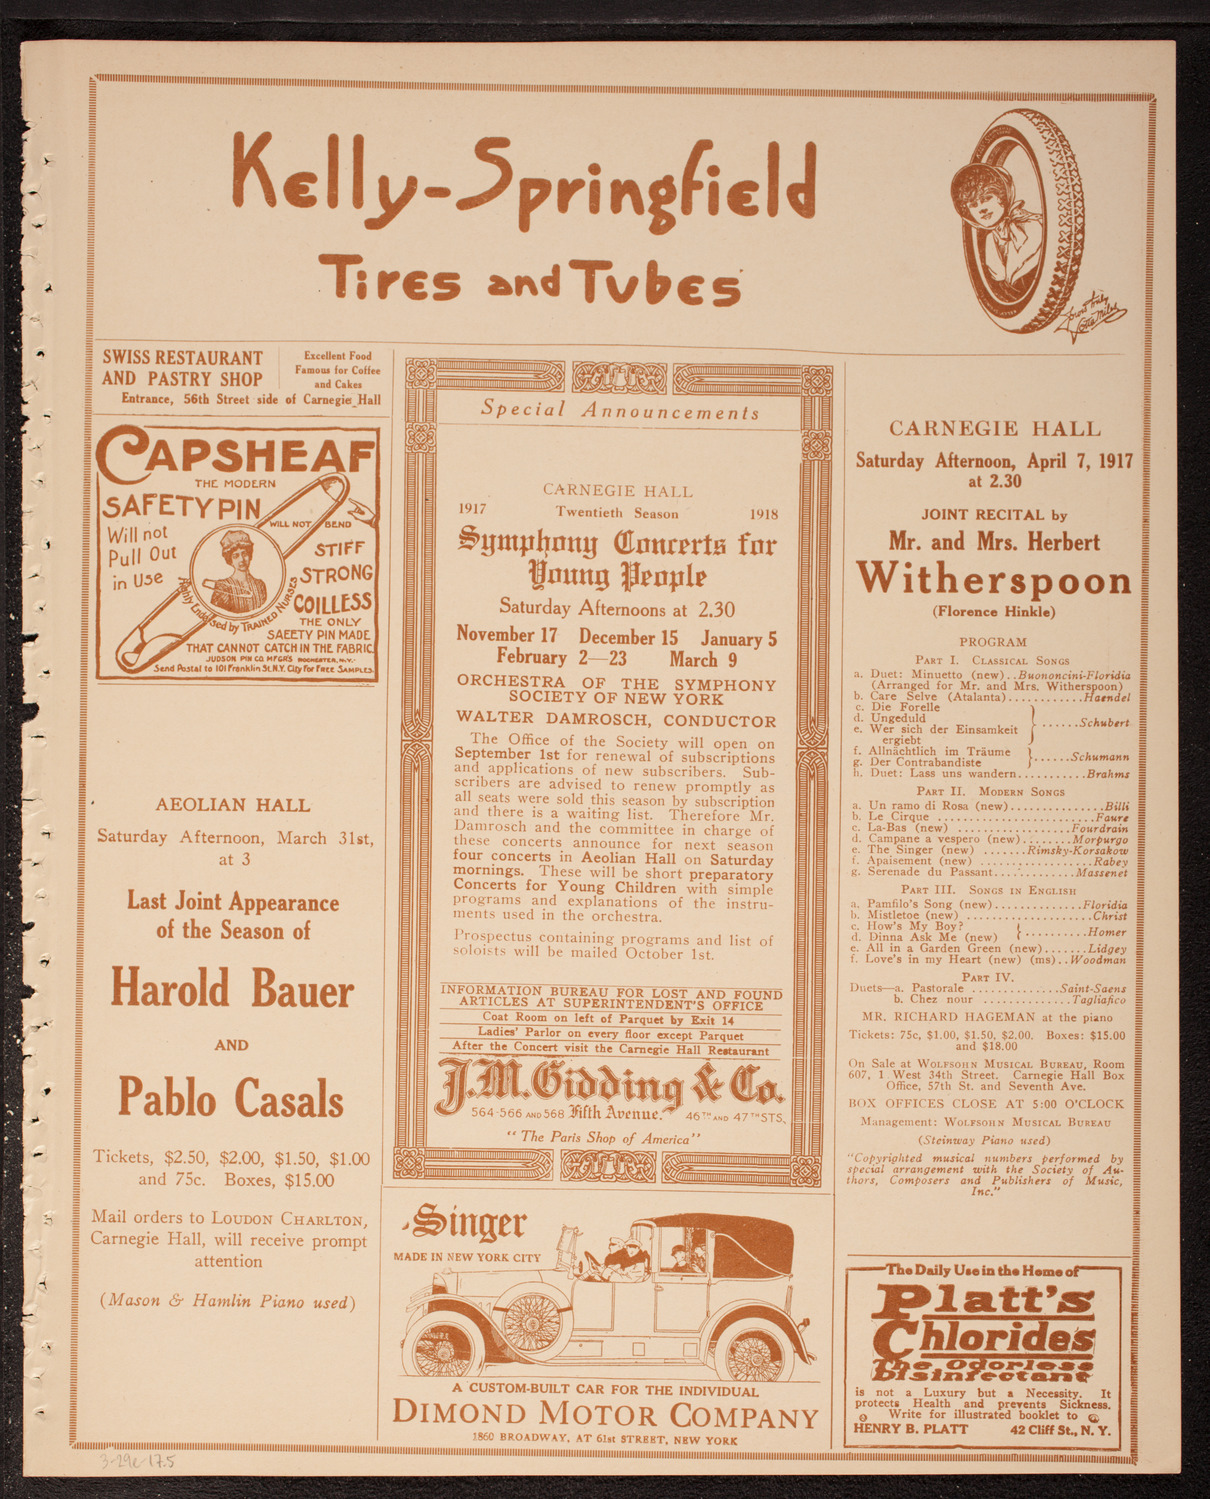 Kelly-Springfield
Tires and Tubes
Yours truly
Lotta Miles
SWISS RESTAURANT
AND PASTRY SHOP
Excellent Food
Famous for Coffee
and Cakes
Entrance, 56th Street side of Carnegie Hall
CAPSHEAF
THE MODERN
SAFETY PIN
WILL NOT BEND
Will not
Pull Out
in Use
STIFF
STRONG
COILLESS
Highly Endorsed by TRAINED NURSES
THE ONLY
SAFETY PIN MADE
THAT CANNOT CATCH IN THE FABRIC.
JUDSON PIN CO. MFGRS ROCHESTER, N.Y.
Send Postal to 101 Franklin St. N.Y. City For FREE SAMPLES.
AEOLIAN HALL
Saturday Afternoon, March 31st,
at 3
Last Joint Appearance
of the Season of
Harold Bauer
AND
Pablo Casals
Tickets, $2.50, $2.00, $1.50, $1.00
and 75c. Boxes, $15.00
Mail orders to LOUDON CHARLTON,
Carnegie Hall, will receive prompt
attention
(Mason & Hamlin Piano used)
Special Announcements
CARNEGIE HALL
1917 Twentieth Season 1918
Symphony Concerts for
Young People
Saturday Afternoons at 2.30
November 17 December 15 January 5
February 2—23 March 9
ORCHESTRA OF THE SYMPHONY
SOCIETY OF NEW YORK
WALTER DAMROSCH, CONDUCTOR
The Office of the Society will open on
September 1st for renewal of subscriptions
and applications of new subscribers. Sub-
scribers are advised to renew promptly as
all seats were sold this season by subscription
and there is a waiting list. Therefore Mr.
Damrosch and the committee in charge of
these concerts announce for next season
four concerts in Aeolian Hall on Saturday
mornings. These will be short preparatory
Concerts for Young Children with simple
programs and explanations of the instru-
ments used in the orchestra.
Prospectus containing programs and list of
soloists will be mailed October 1st.
INFORMATION BUREAU FOR LOST AND FOUND
ARTICLES AT SUPERINTENDENT'S OFFICE
Coat Room on left of Parquet by Exit 14
Ladies' Parlor on every floor except Parquet
After the Concert visit the Carnegie Hall Restaurant
J.M. Gidding & Co.
564-566 AND 568 Fifth Avenue. 46TH AND 47TH STS.
"The Paris Shop of America"
Singer
MADE IN NEW YORK CITY
A CUSTOM-BUILT CAR FOR THE INDIVIDUAL
DIMOND MOTOR COMPANY
1860 BROADWAY, AT 61st STREET, NEW YORK
CARNEGIE HALL
Saturday Afternoon, April 7, 1917
at 2.30
JOINT RECITAL by
Mr. and Mrs. Herbert
Witherspoon
(Florence Hinkle)
PROGRAM
PART I. CLASSICAL SONGS
a. Duet: Minuetto (new)..Buononcini-Floridia
(Arranged for Mr. and Mrs. Witherspoon)
b. Care Selve (Atalanta)............Haendel
c. Die Forelle
d. Ungeduld ......Schubert
e. Wer sich der Einsamkeit
ergiebt
f. Allnächtlich im Träume
g. Der Contrabandiste ......Schumann
h. Duet: Lass uns wandern..........Brahms
PART II. MODERN SONGS
a. Un ramo di Rosa (new)..............Billi
b. Le Cirque .......................Faure
c. La-Bas (new) .................Fourdrain
d. Campane a vespero (new).......Morpurgo
e. The Singer (new) .......Rimsky-Korsakow
f. Apaisement (new) .................Rabey
g. Serenade du Passant............Massenet
PART III. SONGS IN ENGLISH
a. Pamfilo's Song (new).............Floridia
b. Mistletoe (new) ..................Christ
c. How's My Boy?
d. Dinna Ask Me (new) ..........Homer
e. All in a Garden Green (new).......Lidgey
f. Love's in my Heart (new) (ms)..Woodman
PART IV.
Duets—a. Pastorale .............Saint-Saens
b. Chez nour .............Tagliafico
MR. RICHARD HAGEMAN at the piano
Tickets: 75c, $1.00, $1.50, $2.00. Boxes: $15.00
and $18.00
On Sale at WOLFSOHN MUSICAL BUREAU, Room
607, 1 West 34th Street. Carnegie Hall Box
Office, 57th St. and Seventh Ave.
BOX OFFICES CLOSE AT 5:00 O'CLOCK
Management: WOLFSOHN MUSICAL BUREAU
(Steinway Piano used)
"Copyrighted musical numbers performed by
special arrangement with the Society of Au-
thors, Composers and Publishers of Music,
Inc."
The Daily Use in the Home of
Platt's
Chlorides
The Odorless
Disinfectant
is not a Luxury but a Necessity. It
protects Health and prevents Sickness.
Write for illustrated booklet to
HENRY B. PLATT 42 Cliff St., N. Y.
3-29e-17.5